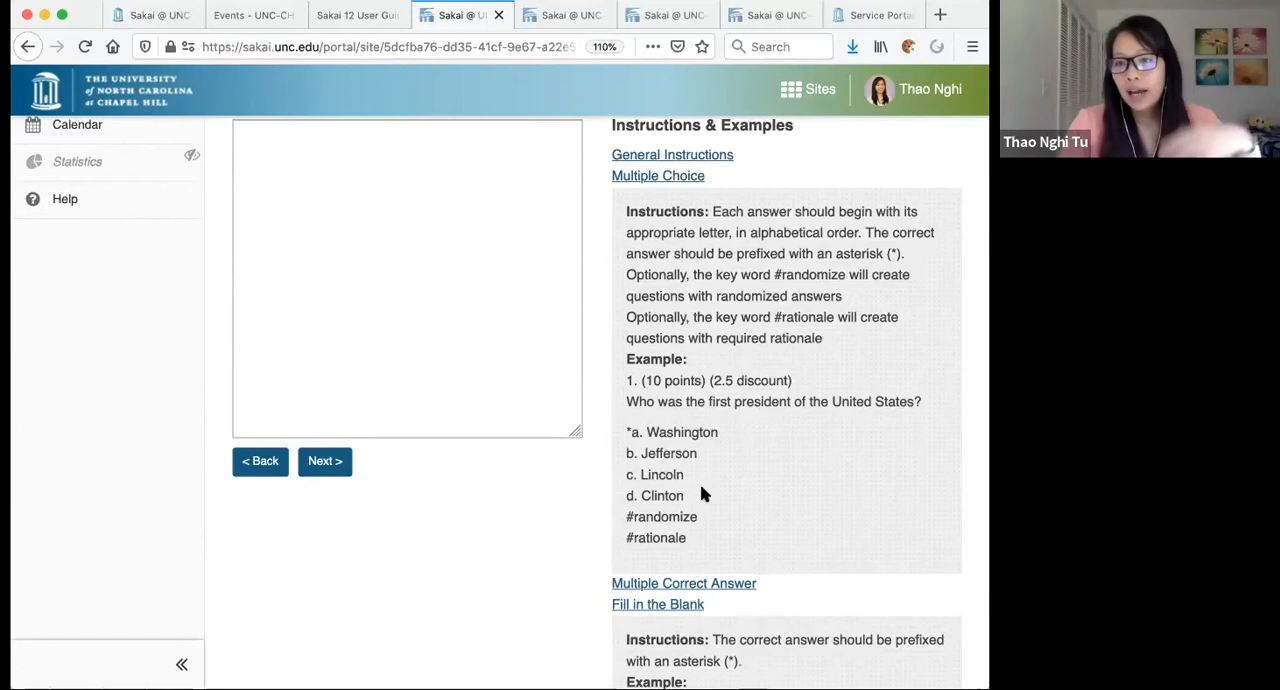 Sakai @ UNC
Events - UNC-CH
Sakai 12 User Gui
Sakai @ U
Sakai @ UNC
Sakai @ UNC
Sakai @ UNC
Service Porta
https://sakai.unc.edu/portal/site/5dcfba76-dd35-41cf-9e67-a22e5
110%
Search
THE UNIVERSITY
of NORTH CAROLINA
at CHAPEL HILL
Sites
Thao Nghi
Thao Nghi Tu
Calendar
Statistics
Help
< Back
Next >
Instructions & Examples
General Instructions
Multiple Choice
Instructions: Each answer should begin with its
appropriate letter, in alphabetical order. The correct
answer should be prefixed with an asterisk (*).
Optionally, the key word #randomize will create
questions with randomized answers
Optionally, the key word #rationale will create
questions with required rationale
Example:
1. (10 points) (2.5 discount)
Who was the first president of the United States?
*a. Washington
b. Jefferson
c. Lincoln
d. Clinton
#randomize
#rationale
Multiple Correct Answer
Fill in the Blank
Instructions: The correct answer should be prefixed
with an asterisk (*).
Example: